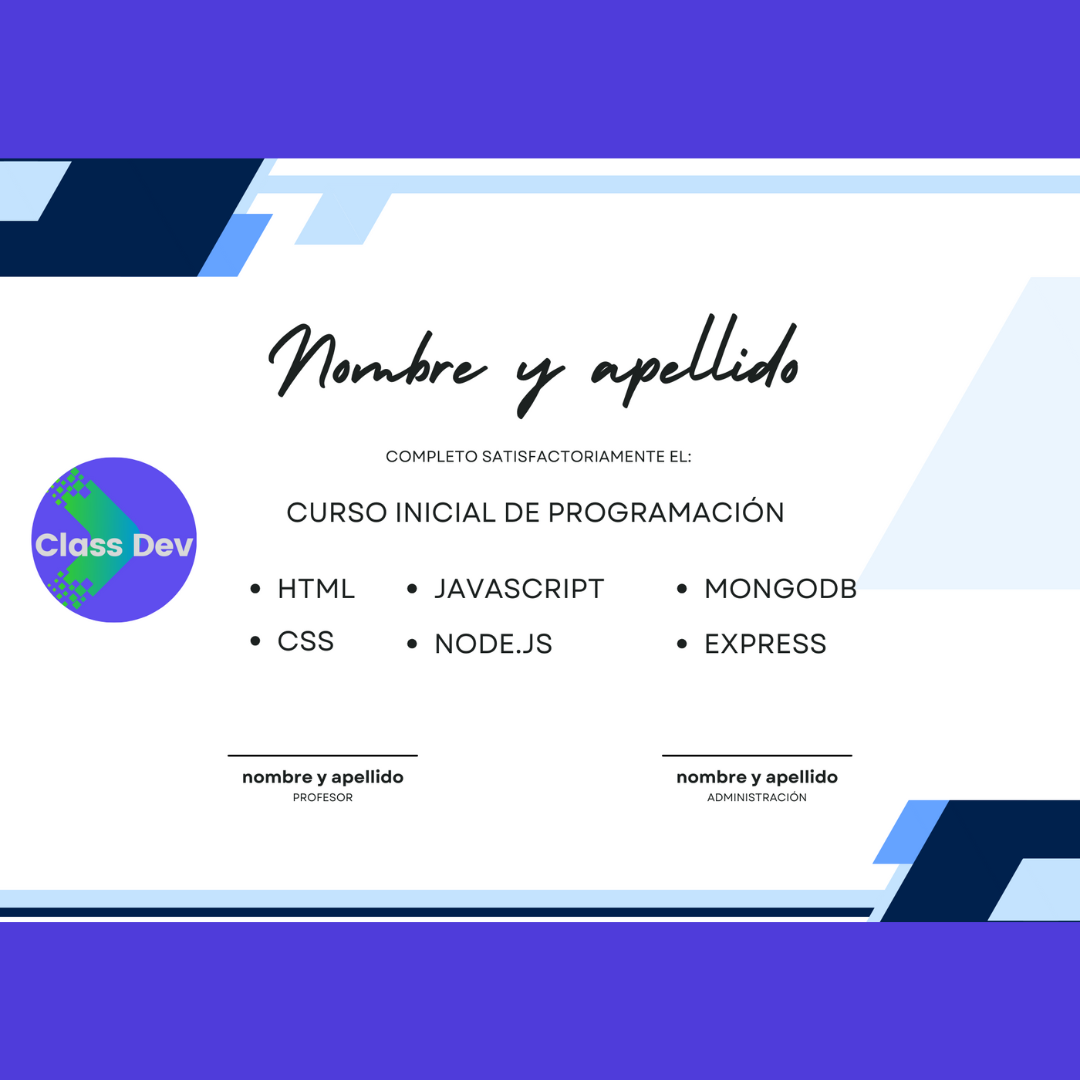 Nombre y apellido
COMPLETO SATISFACTORIAMENTE EL:
CURSO INICIAL DE PROGRAMACIÓN
Class Dev
• HTML • JAVASCRIPT • MONGODB
• CSS • NODE.JS • EXPRESS
nombre y apellido nombre y apellido
PROFESOR ADMINISTRACIÓN